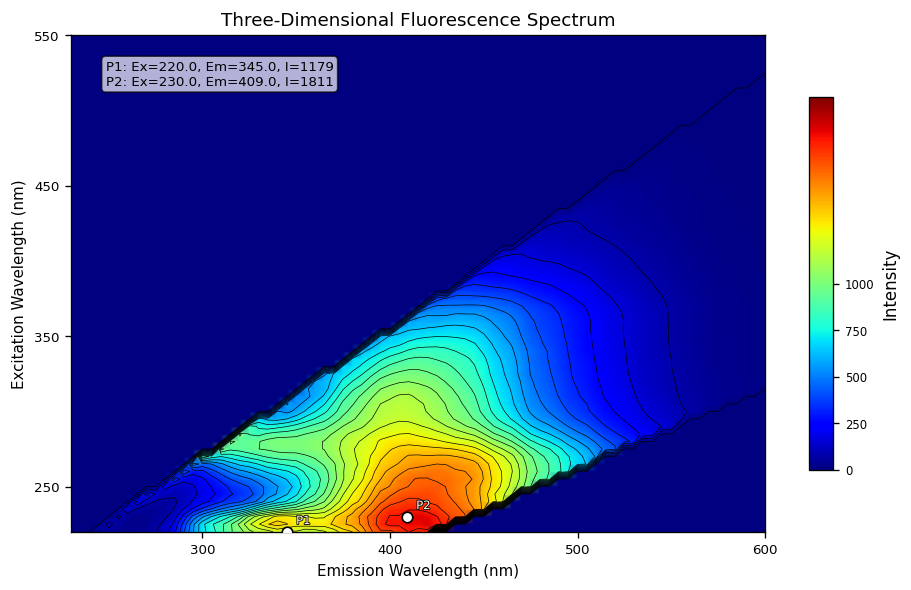 Three-Dimensional Fluorescence Spectrum
P1: Ex=220.0, Em=345.0, I=1179
P2: Ex=230.0, Em=409.0, I=1811
550
450
350
250
Excitation Wavelength (nm)
P1
P2
300
400
500
600
Emission Wavelength (nm)
1000
750
500
250
0
Intensity